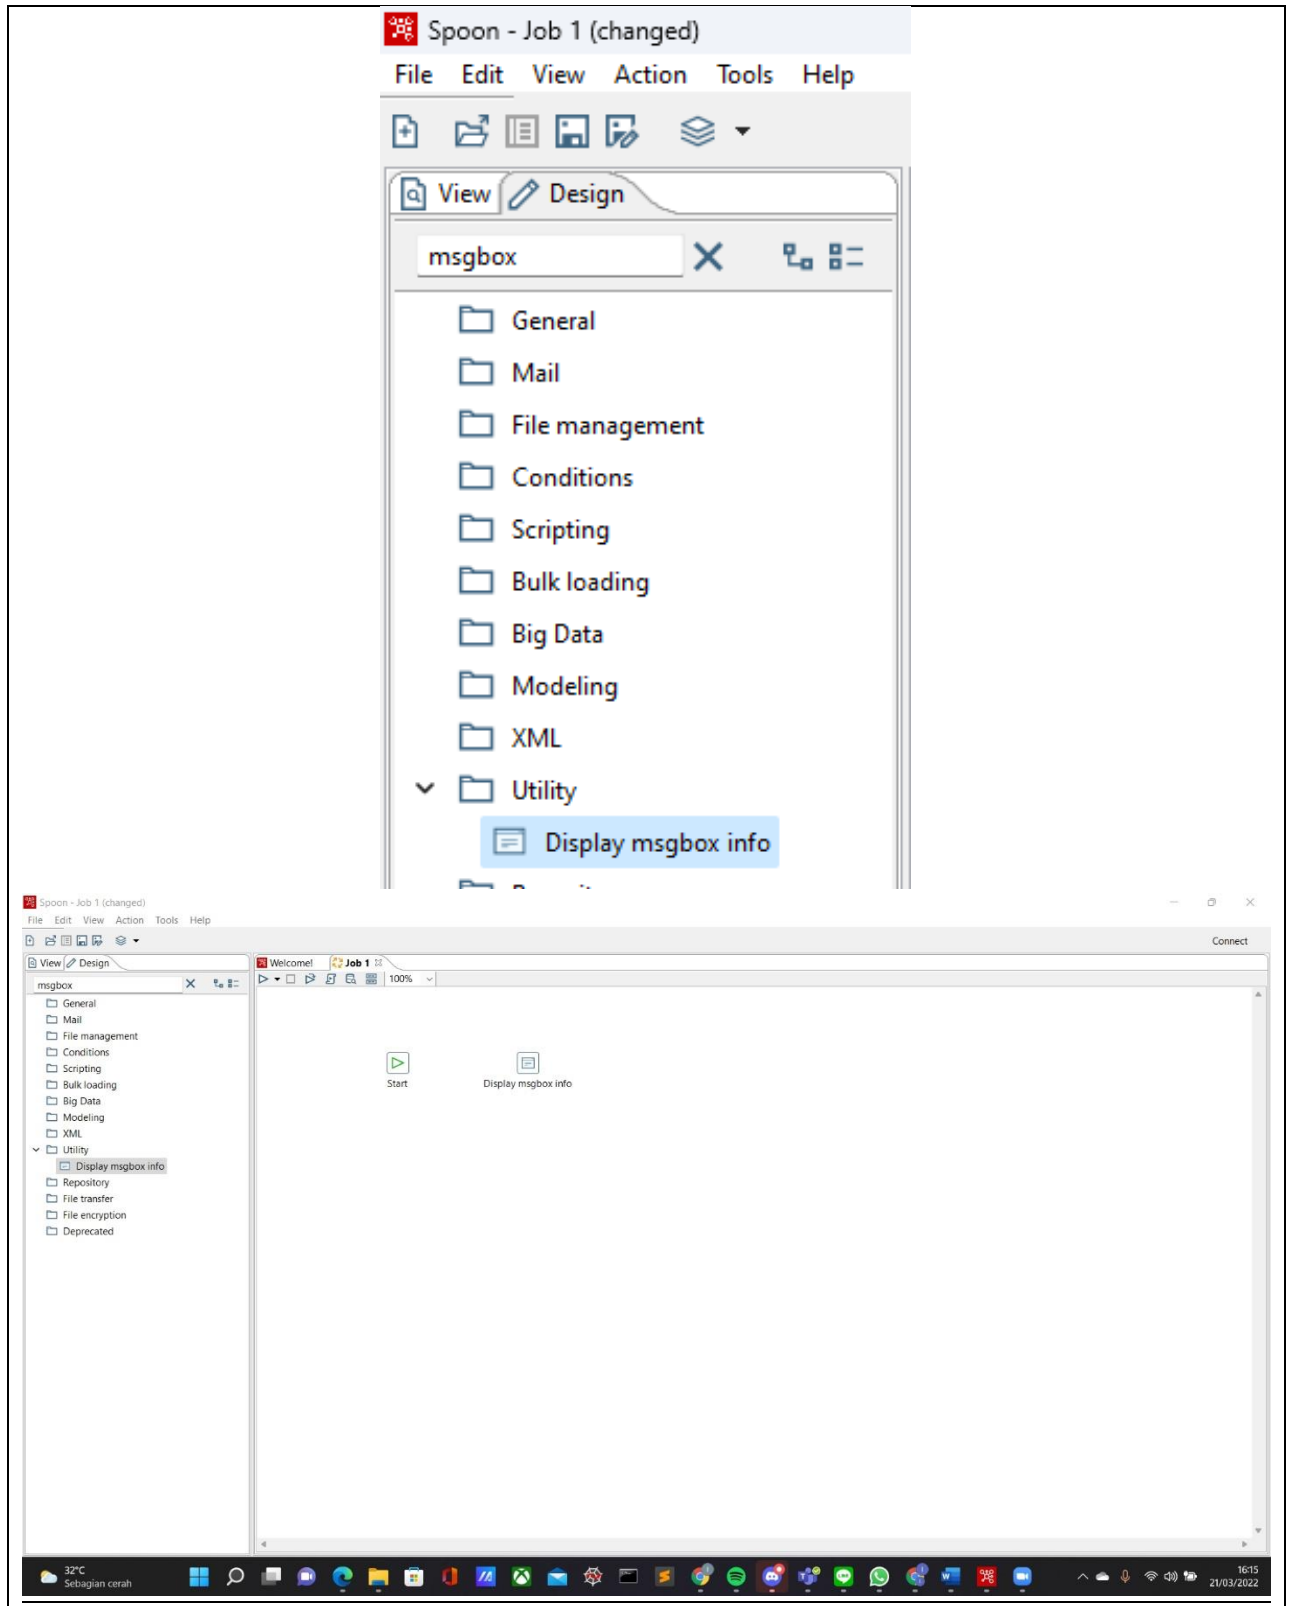 Spoon - Job 1 (changed)
File Edit View Action Tools Help
View Design
msgbox
General
Mail
File management
Conditions
Scripting
Bulk loading
Big Data
Modeling
XML
Utility
Display msgbox info
Spoon - Job 1 (changed)
File Edit View Action Tools Help
Connect
View Design
Welcome! Job 1
msgbox
100%
General
Mail
File management
Conditions
Scripting
Bulk loading
Big Data
Modeling
XML
Utility
Display msgbox info
Repository
File transfer
File encryption
Deprecated
Start
Display msgbox info
32°C
Sebagian cerah
16:15
21/03/2022